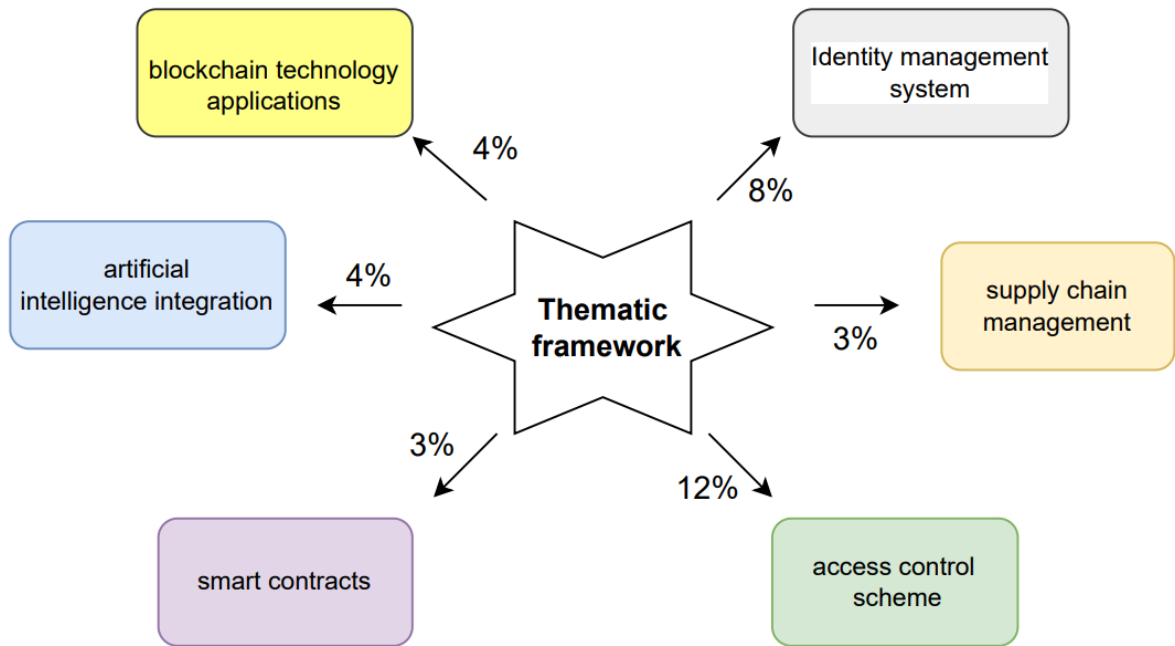 blockchain technology
applications
Identity management
system
4%
8%
artificial
intelligence integration
4%
Thematic
framework
3%
supply chain
management
3%
12%
smart contracts
access control
scheme